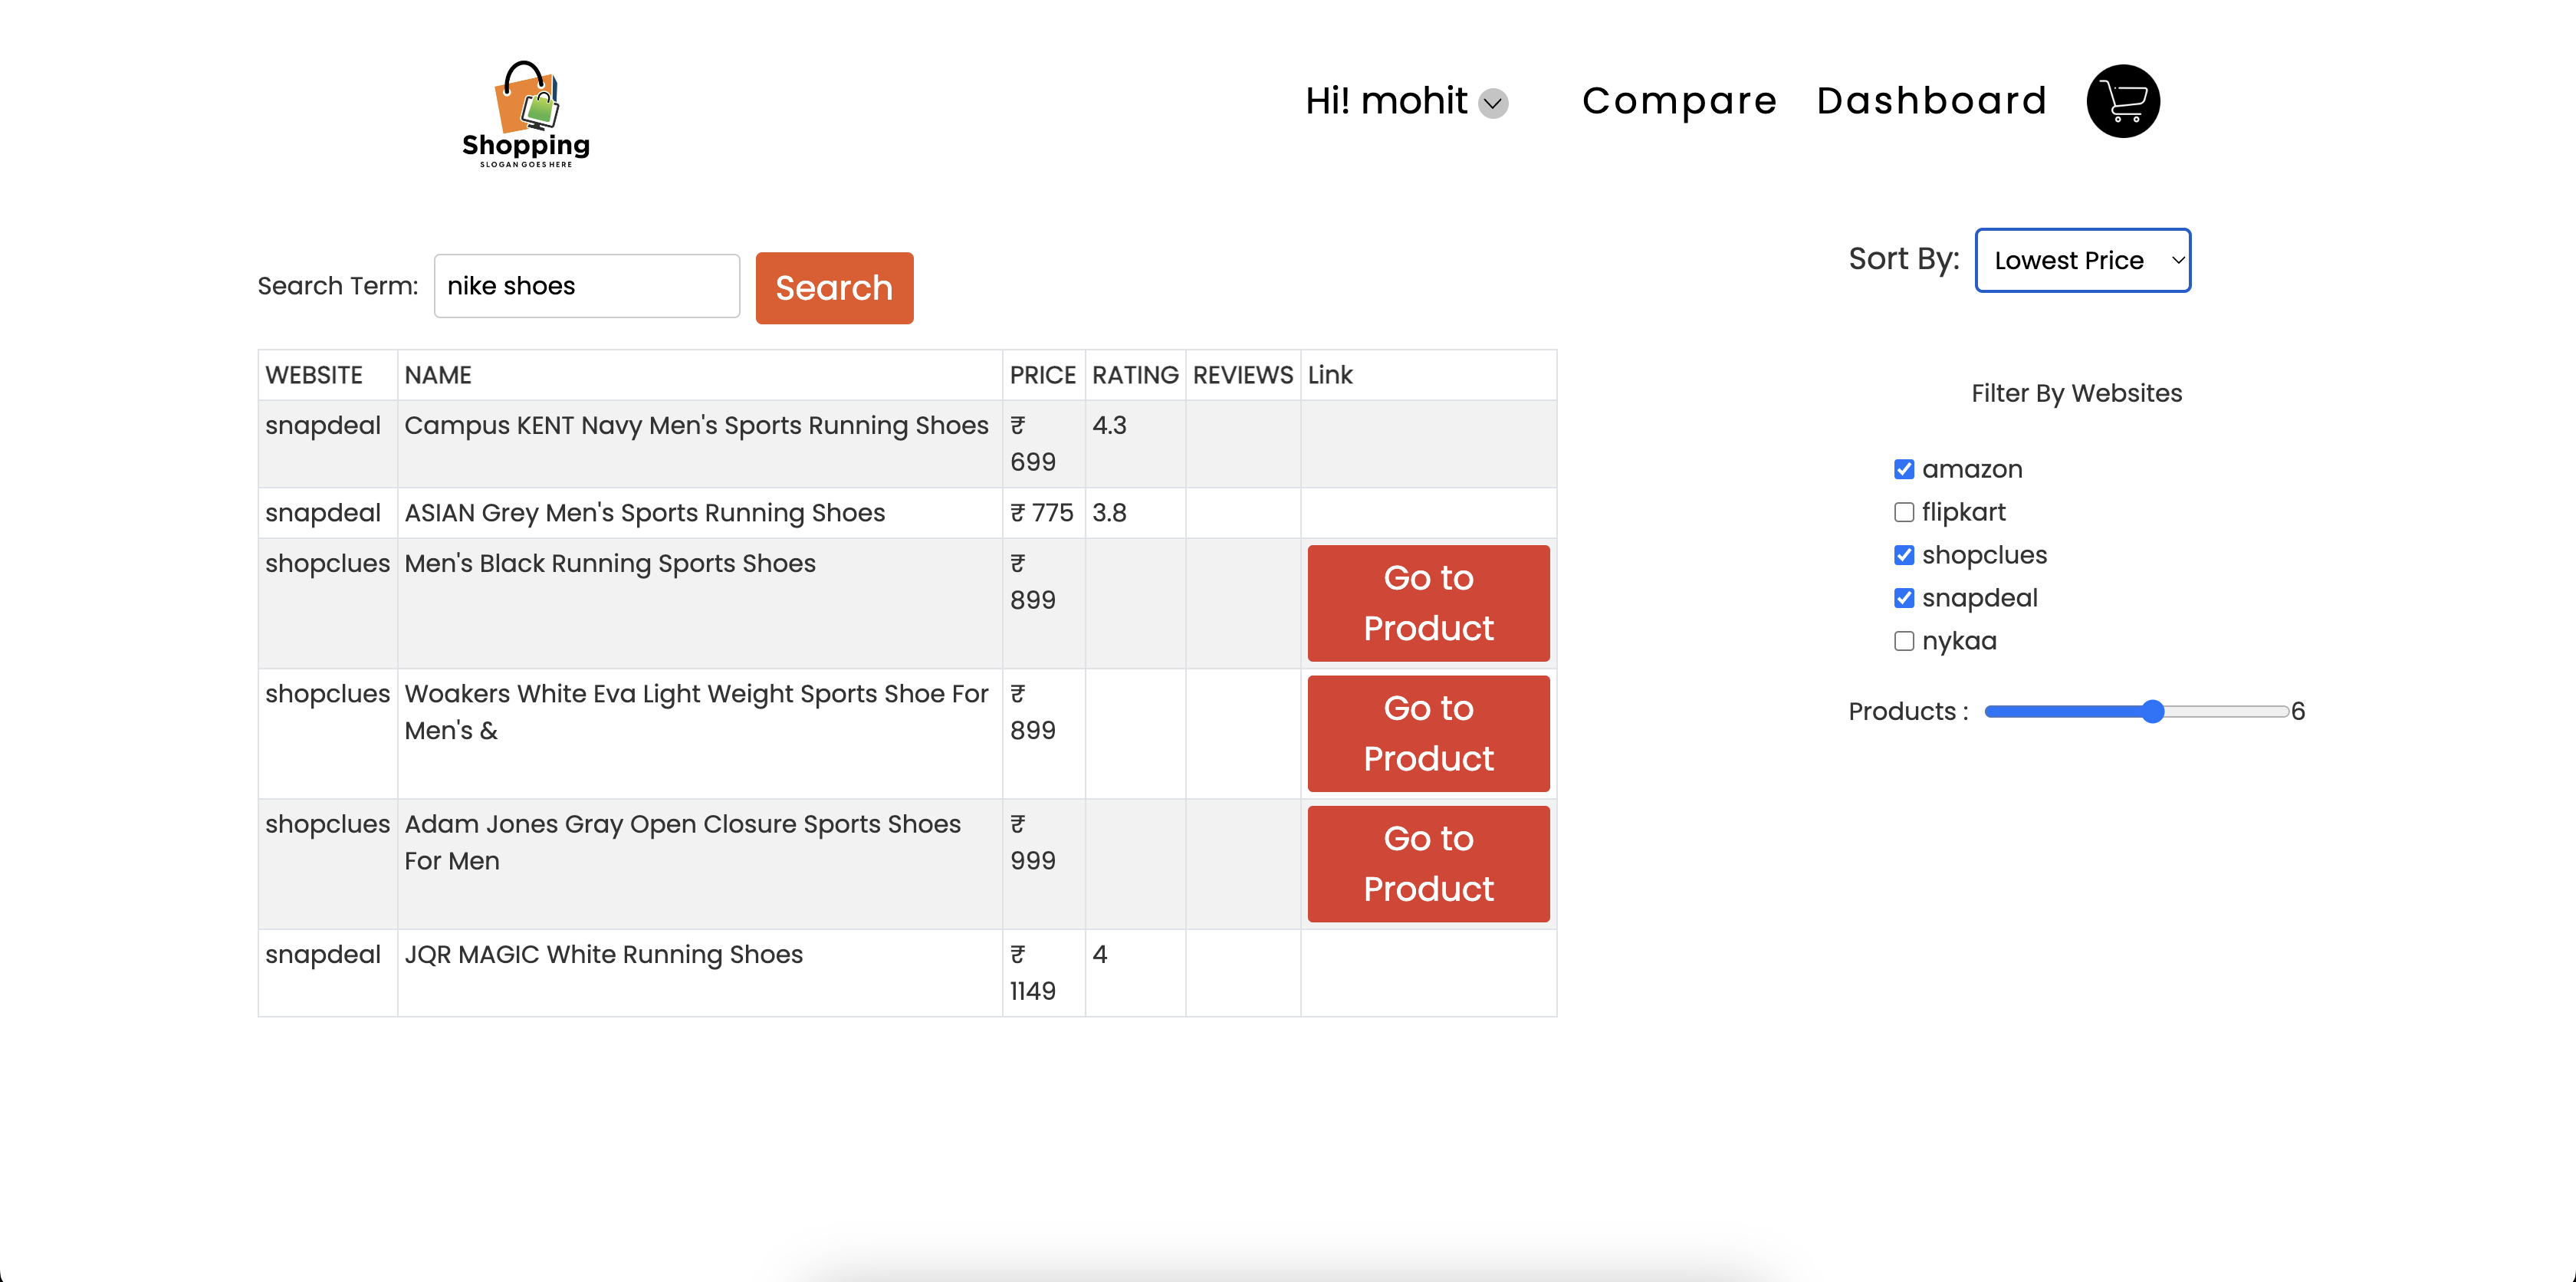 Shopping
SLOGAN GOES HERE
Hi! mohit
Compare
Dashboard
Search Term:
nike shoes
Search
Sort By:
Lowest Price
WEBSITE NAME PRICE RATING REVIEWS Link
snapdeal Campus KENT Navy Men's Sports Running Shoes ₹ 4.3
699
snapdeal ASIAN Grey Men's Sports Running Shoes ₹ 775 3.8
shopclues Men's Black Running Sports Shoes ₹
899
Go to
Product
shopclues Woakers White Eva Light Weight Sports Shoe For ₹
Men's & 899
Go to
Product
shopclues Adam Jones Gray Open Closure Sports Shoes ₹
For Men 999
Go to
Product
snapdeal JQR MAGIC White Running Shoes ₹ 4
1149
Filter By Websites
amazon
flipkart
shopclues
snapdeal
nykaa
Products : 6